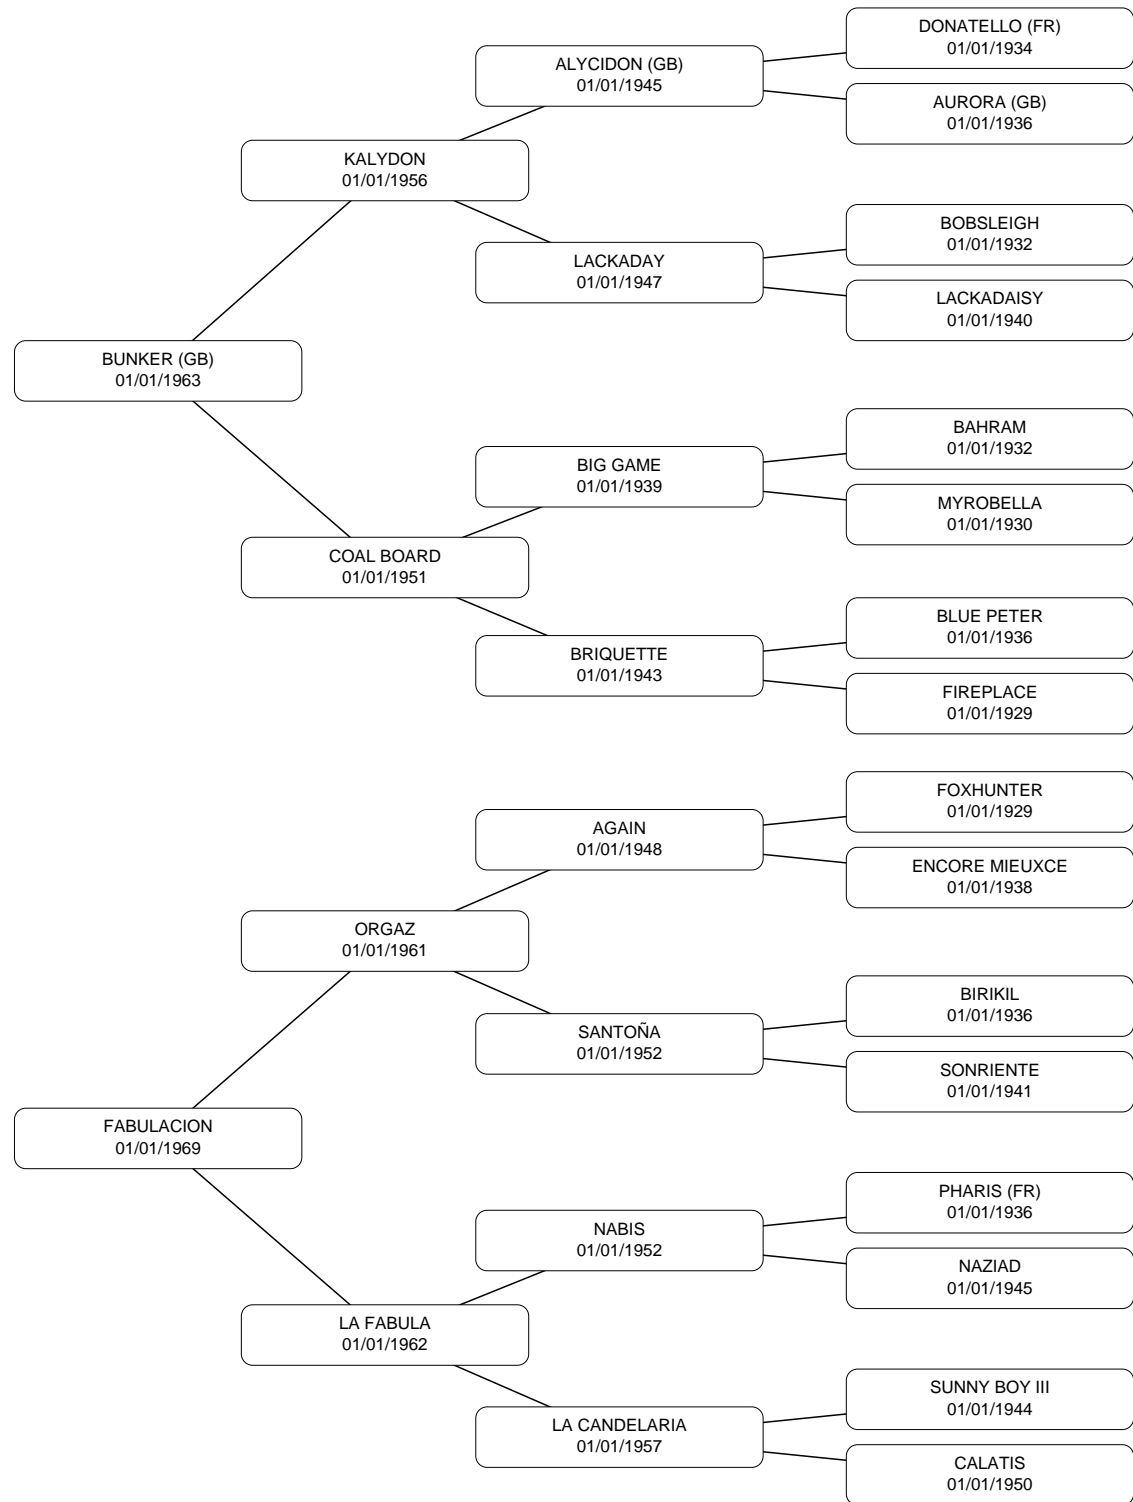 DONATELLO (FR)
01/01/1934
ALYCIDON (GB)
01/01/1945
AURORA (GB)
01/01/1936
KALYDON
01/01/1956
BOBSLEIGH
01/01/1932
LACKADAY
01/01/1947
LACKADAISY
01/01/1940
BUNKER (GB)
01/01/1963
BAHRAM
01/01/1932
BIG GAME
01/01/1939
MYROBELLA
01/01/1930
COAL BOARD
01/01/1951
BLUE PETER
01/01/1936
BRIQUETTE
01/01/1943
FIREPLACE
01/01/1929
FOXHUNTER
01/01/1929
AGAIN
01/01/1948
ENCORE MIEUXCE
01/01/1938
ORGAZ
01/01/1961
BIRIKIL
01/01/1936
SANTOÑA
01/01/1952
SONRIENTE
01/01/1941
FABULACION
01/01/1969
PHARIS (FR)
01/01/1936
NABIS
01/01/1952
NAZIAD
01/01/1945
LA FABULA
01/01/1962
SUNNY BOY III
01/01/1944
LA CANDELARIA
01/01/1957
CALATIS
01/01/1950